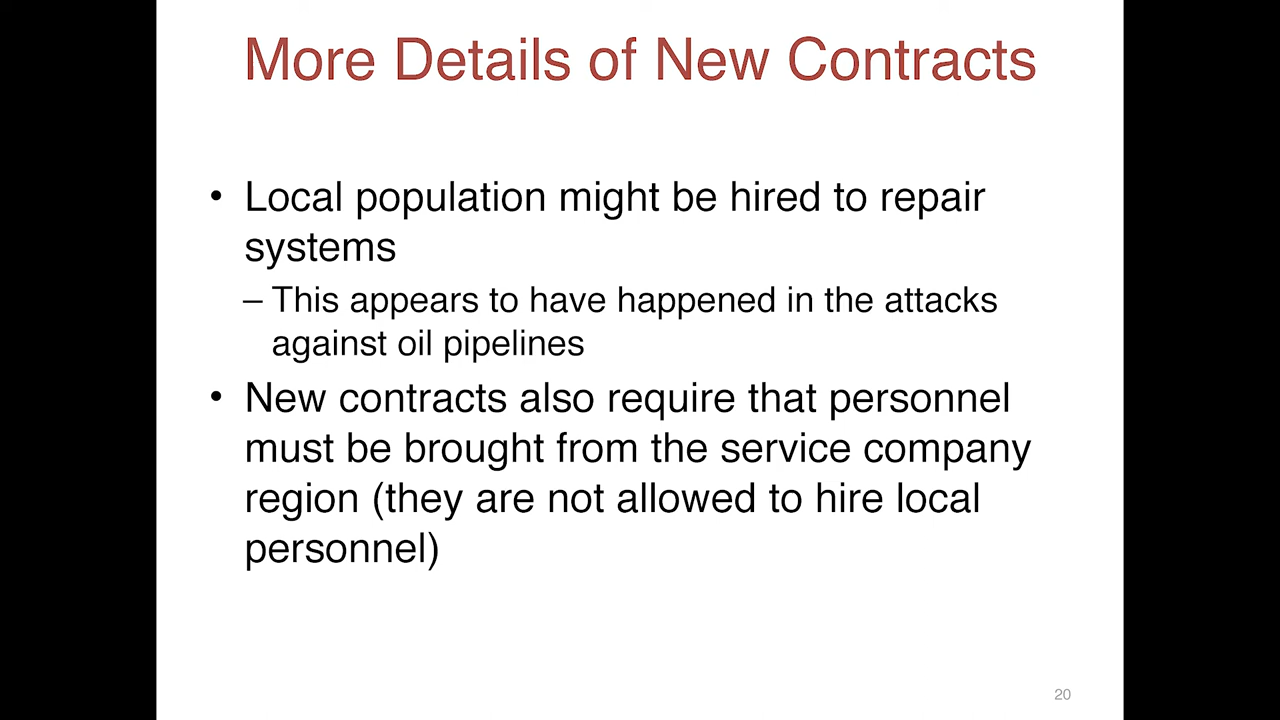 More Details of New Contracts
• Local population might be hired to repair
systems
– This appears to have happened in the attacks
against oil pipelines
• New contracts also require that personnel
must be brought from the service company
region (they are not allowed to hire local
personnel)
20